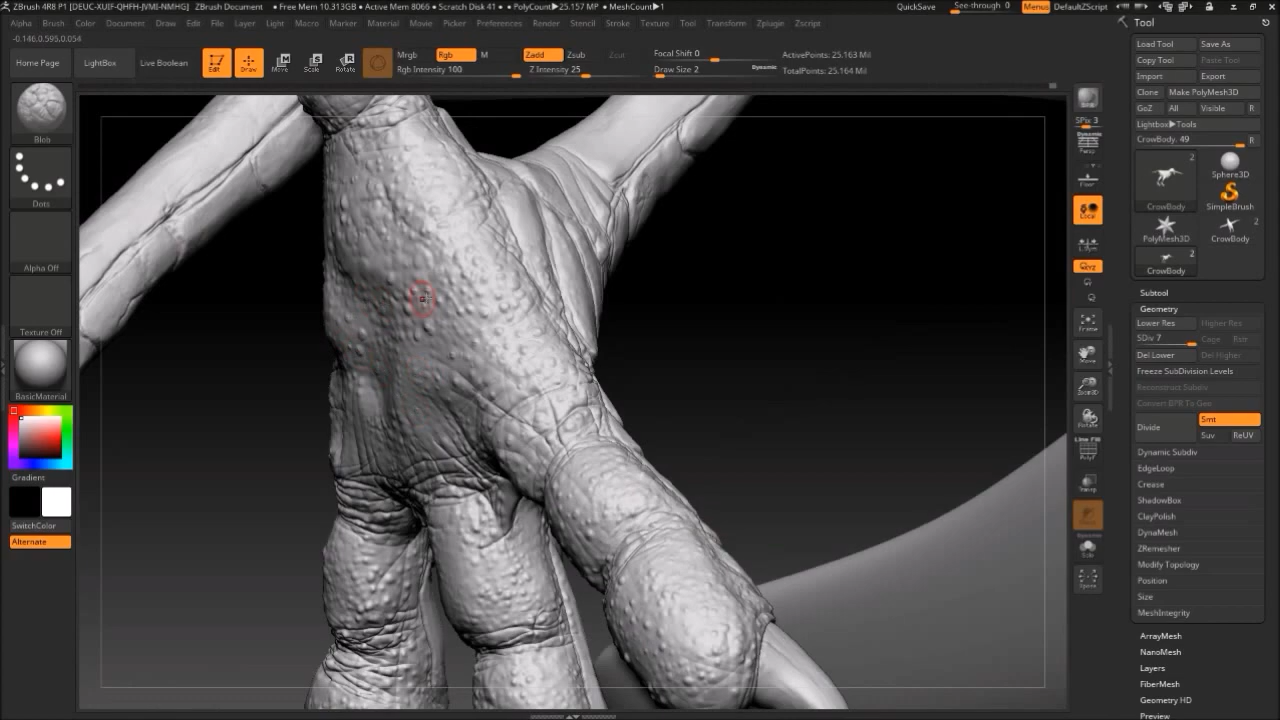 ZBrush 4R8 P1 [DEUC-XUIF-QHFH-JVME-NMHG] ZBrush Document • Free Mem 10.313GB • Active Mem 8066 • Scratch Disk 41 • PolyCount▶25.157 MP • MeshCount▶1 QuickSave See-through 0 Menus DefaultZScript
Alpha Brush Color Document Draw Edit File Layer Light Macro Marker Material Movie Picker Preferences Render Stencil Stroke Texture Tool Transform Zplugin Zscript
-0.146,0.595,0.054
Home Page LightBox Live Boolean
Edit Draw Move Scale Rotate
Mrgb Rgb M
Rgb Intensity 100
Zadd Zsub Zcut
Z Intensity 25
Focal Shift 0
Draw Size 2 Dynamic
ActivePoints: 25.163 Mil
TotalPoints: 25.164 Mil
Blob
Dots
Alpha Off
Texture Off
BasicMaterial
Gradient
SwitchColor
Alternate
SPix 3
Dynamic
Persp
Floor
Local
Frame
Move
Zoom3D
Rotate
Line Fill
PolyF
Transp
Dynamic
Solo
Xpose
Tool
Load Tool Save As
Copy Tool Paste Tool
Import Export
Clone Make PolyMesh3D
GoZ All Visible R
Lightbox▶Tools
CrowBody. 49 R
2
CrowBody
Sphere3D
SimpleBrush
PolyMesh3D
2
CrowBody
2
CrowBody
Subtool
Geometry
Lower Res Higher Res
SDiv 7 Cage Rstr
Del Lower Del Higher
Freeze SubDivision Levels
Reconstruct Subdiv
Convert BPR To Geo
Divide Smt
Suv ReUV
Dynamic Subdiv
EdgeLoop
Crease
ShadowBox
ClayPolish
DynaMesh
ZRemesher
Modify Topology
Position
Size
MeshIntegrity
ArrayMesh
NanoMesh
Layers
FiberMesh
Geometry HD
Preview